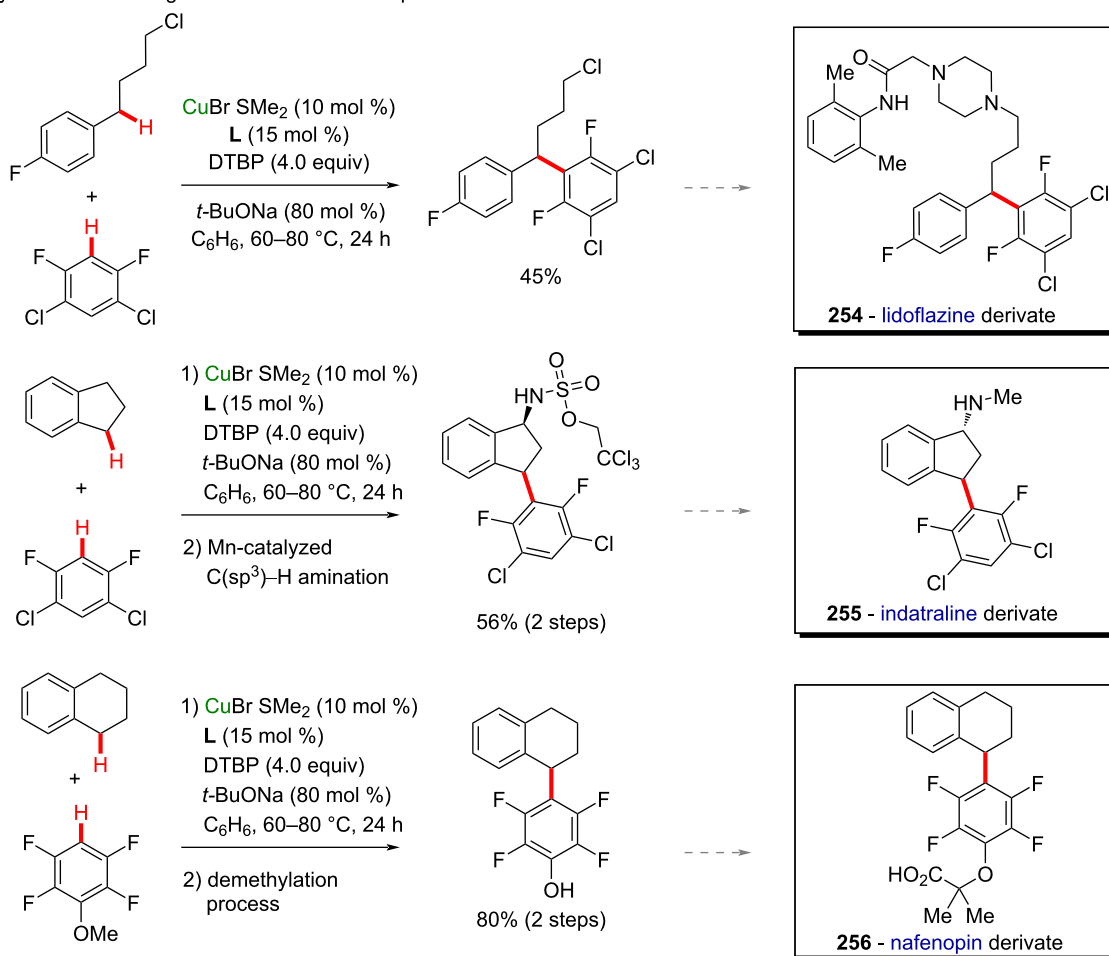 Cl
H
F
+
H
F
F
Cl
Cl
CuBr SMe2 (10 mol %)
L (15 mol %)
DTBP (4.0 equiv)
t-BuONa (80 mol %)
C6H6, 60–80 °C, 24 h
Cl
F
Cl
F
F
Cl
45%
O
Me
N
NH
N
Me
F
Cl
F
F
Cl
254 - lidoflazine derivate
H
+
H
F
F
Cl
Cl
1) CuBr SMe2 (10 mol %)
L (15 mol %)
DTBP (4.0 equiv)
t-BuONa (80 mol %)
C6H6, 60–80 °C, 24 h
2) Mn-catalyzed
C(sp3)–H amination
O
HN
S
O
O
CCl3
F
F
Cl
Cl
56% (2 steps)
HN
Me
F
F
Cl
Cl
255 - indatraline derivate
H
+
H
F
F
F
F
OMe
1) CuBr SMe2 (10 mol %)
L (15 mol %)
DTBP (4.0 equiv)
t-BuONa (80 mol %)
C6H6, 60–80 °C, 24 h
2) demethylation
process
F
F
F
F
OH
80% (2 steps)
F
F
F
F
HO2C
O
Me
Me
256 - nafenopin derivate